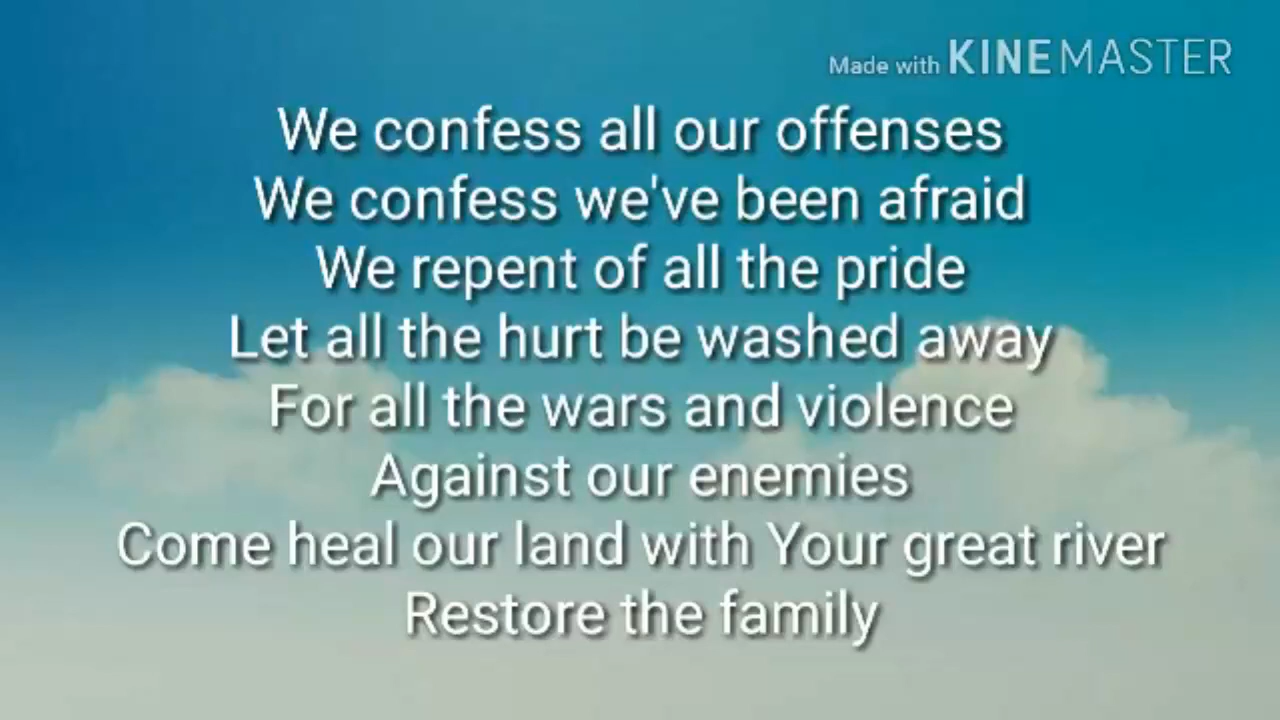 Made with KINEMASTER
We confess all our offenses
We confess we've been afraid
We repent of all the pride
Let all the hurt be washed away
For all the wars and violence
Against our enemies
Come heal our land with Your great river
Restore the family